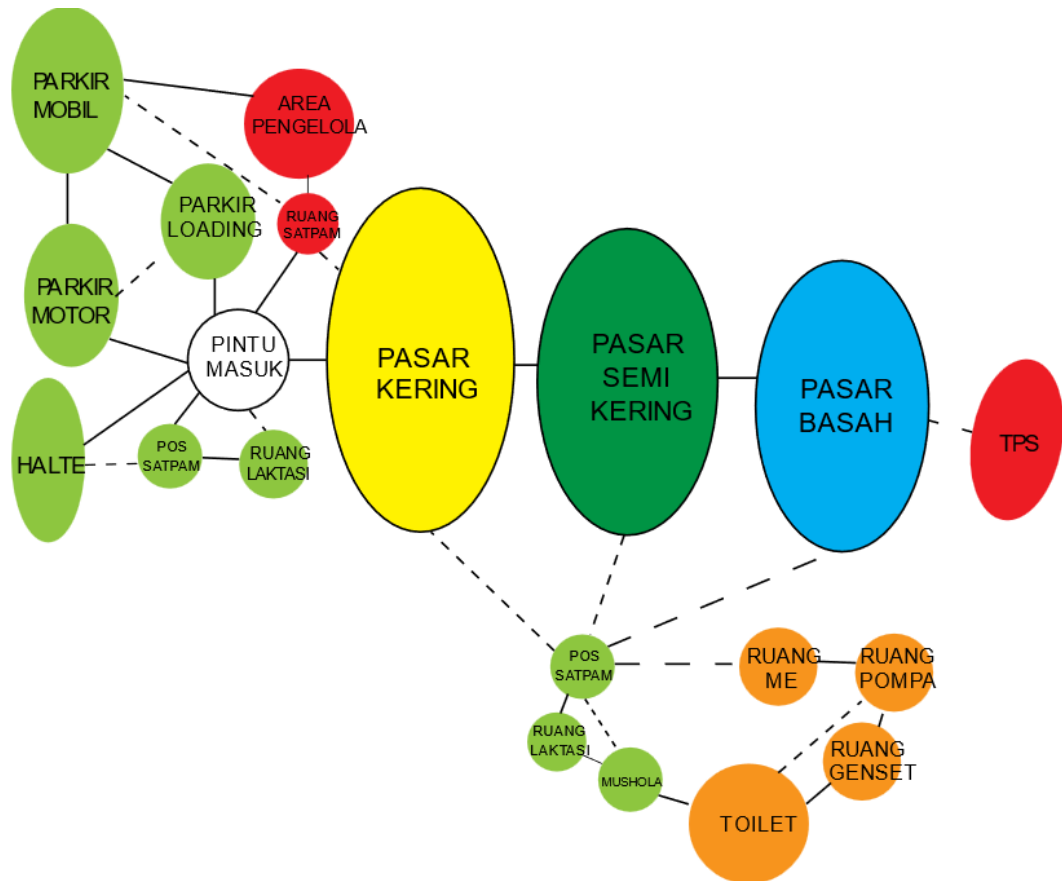 PARKIR
MOBIL
AREA
PENGELOLA
PARKIR
LOADING
RUANG
SATPAM
PARKIR
MOTOR
PINTU
MASUK
PASAR
KERING
PASAR
SEMI
KERING
PASAR
BASAH
TPS
HALTE
POS
SATPAM
RUANG
LAKTASI
POS
SATPAM
RUANG
ME
RUANG
POMPA
RUANG
LAKTASI
MUSHOLA
RUANG
GENSET
TOILET